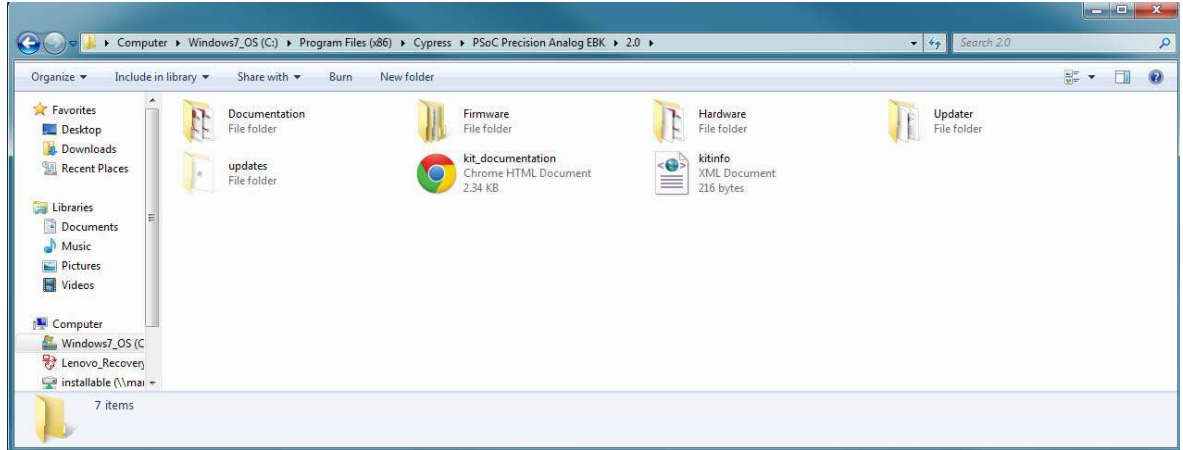 Computer ▸ Windows7_OS (C:) ▸ Program Files (x86) ▸ Cypress ▸ PSoC Precision Analog EBK ▸ 2.0 ▸
Search 2.0
Organize Include in library Share with Burn New folder
Favorites
Desktop
Downloads
Recent Places
Libraries
Documents
Music
Pictures
Videos
Computer
Windows7_OS (C
Lenovo_Recovery
installable (\\mar
Documentation
File folder
Firmware
File folder
Hardware
File folder
Updater
File folder
updates
File folder
kit_documentation
Chrome HTML Document
2.34 KB
kitinfo
XML Document
216 bytes
7 items